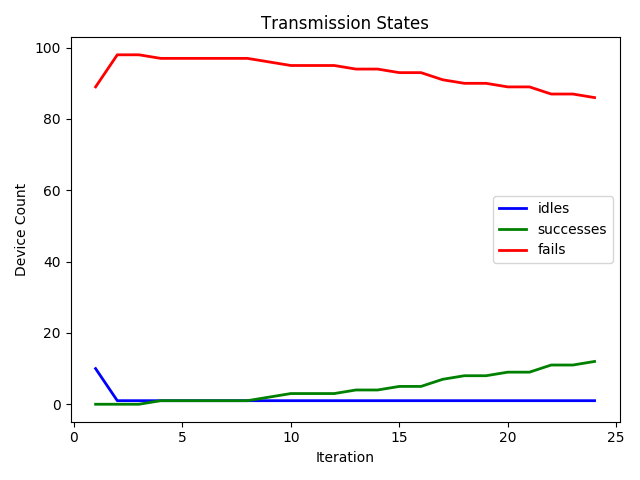 Transmission States
Device Count
100
80
60
40
20
0
idles
successes
fails
0 5 10 15 20 25
Iteration